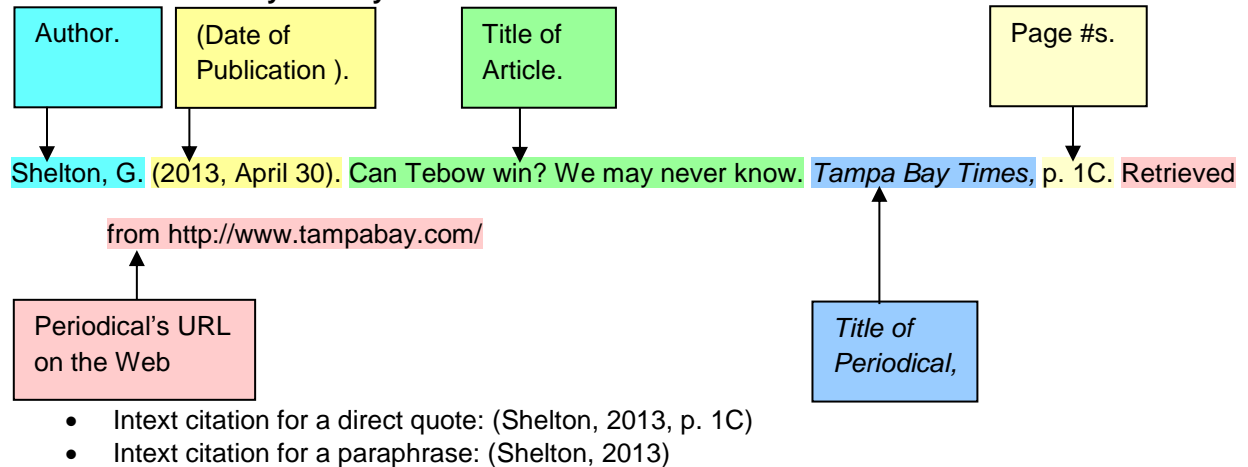 Author.
(Date of
Publication ).
Title of
Article.
Page #s.
Shelton, G. (2013, April 30). Can Tebow win? We may never know. Tampa Bay Times, p. 1C. Retrieved
from http://www.tampabay.com/
Periodical's URL
on the Web
Title of
Periodical,
• Intext citation for a direct quote: (Shelton, 2013, p. 1C)
• Intext citation for a paraphrase: (Shelton, 2013)